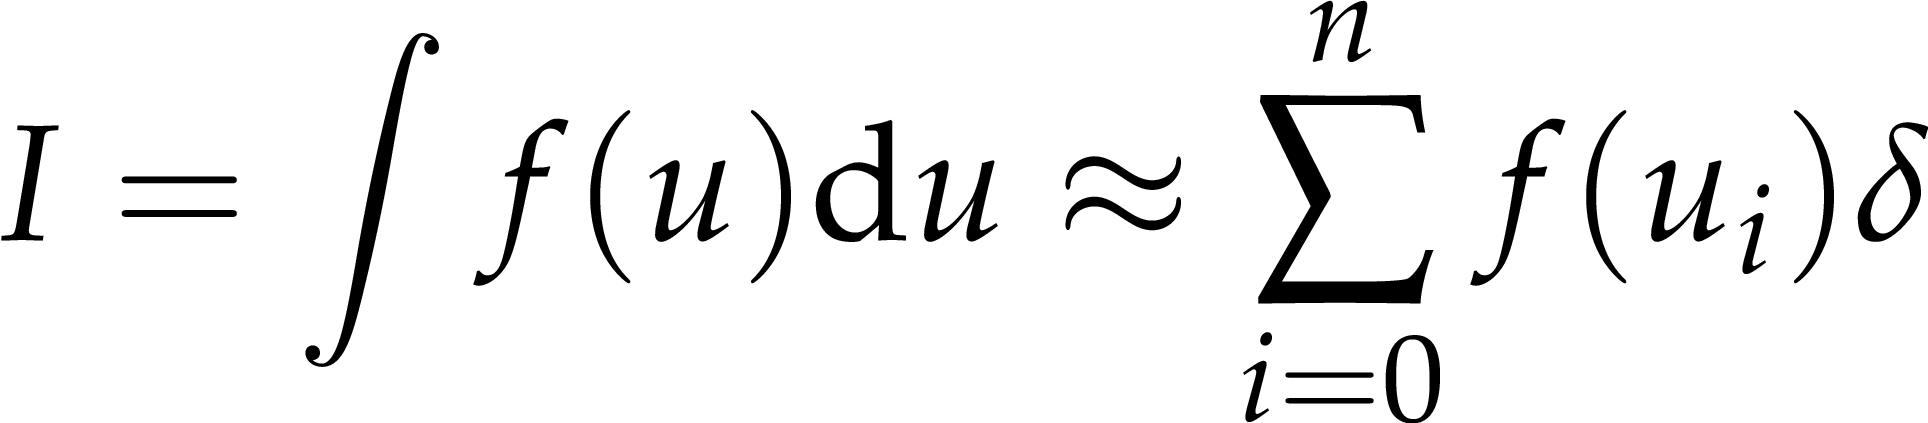 I = ∫ f(u)du ≈ ∑_{i=0}^{n} f(u_i)δ